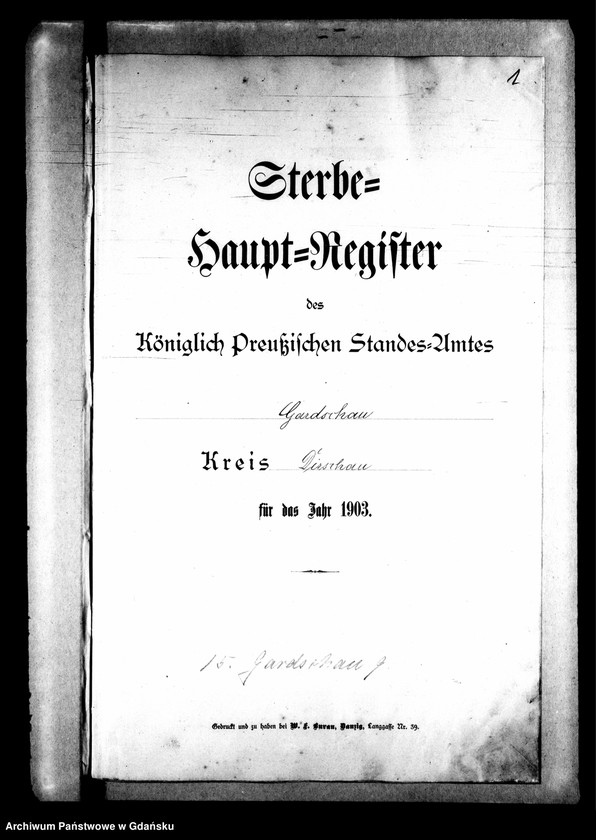 1
Sterbe=
Haupt=Register
des
Königlich Preußischen Standes=Amtes
Gardschau
Kreis Dirschau
für das Jahr 1903.
15. Gardschau 9.
Gedruckt und zu haben bei W. F. Burau, Danzig, Langgasse Nr. 39.
Archiwum Państwowe w Gdańsku